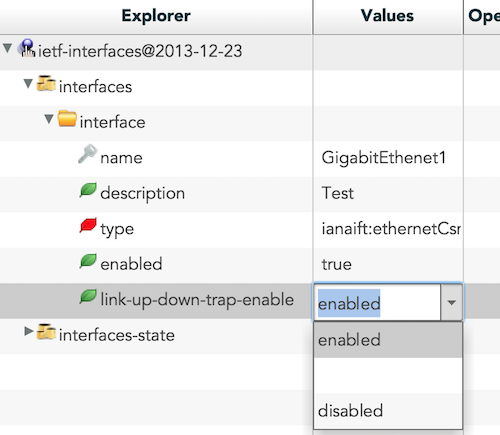 Explorer Values Ope
ietf-interfaces@2013-12-23
interfaces
interface
name GigabitEthenet1
description Test
type ianaift:ethernetCsr
enabled true
link-up-down-trap-enable enabled
interfaces-state enabled
disabled